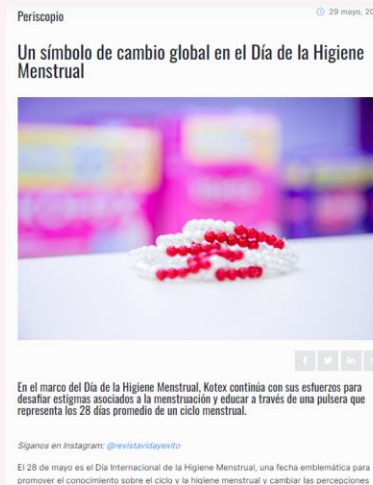 Periscopio
29 mayo, 20
Un símbolo de cambio global en el Día de la Higiene
Menstrual
En el marco del Día de la Higiene Menstrual, Kotex continúa con sus esfuerzos para
desafiar estigmas asociados a la menstruación y educar a través de una pulsera que
representa los 28 días promedio de un ciclo menstrual.
Síganos en Instagram: @revistavidayexito
El 28 de mayo es el Día Internacional de la Higiene Menstrual, una fecha emblemática para
promover el conocimiento sobre el ciclo y la higiene menstrual y cambiar las percepciones